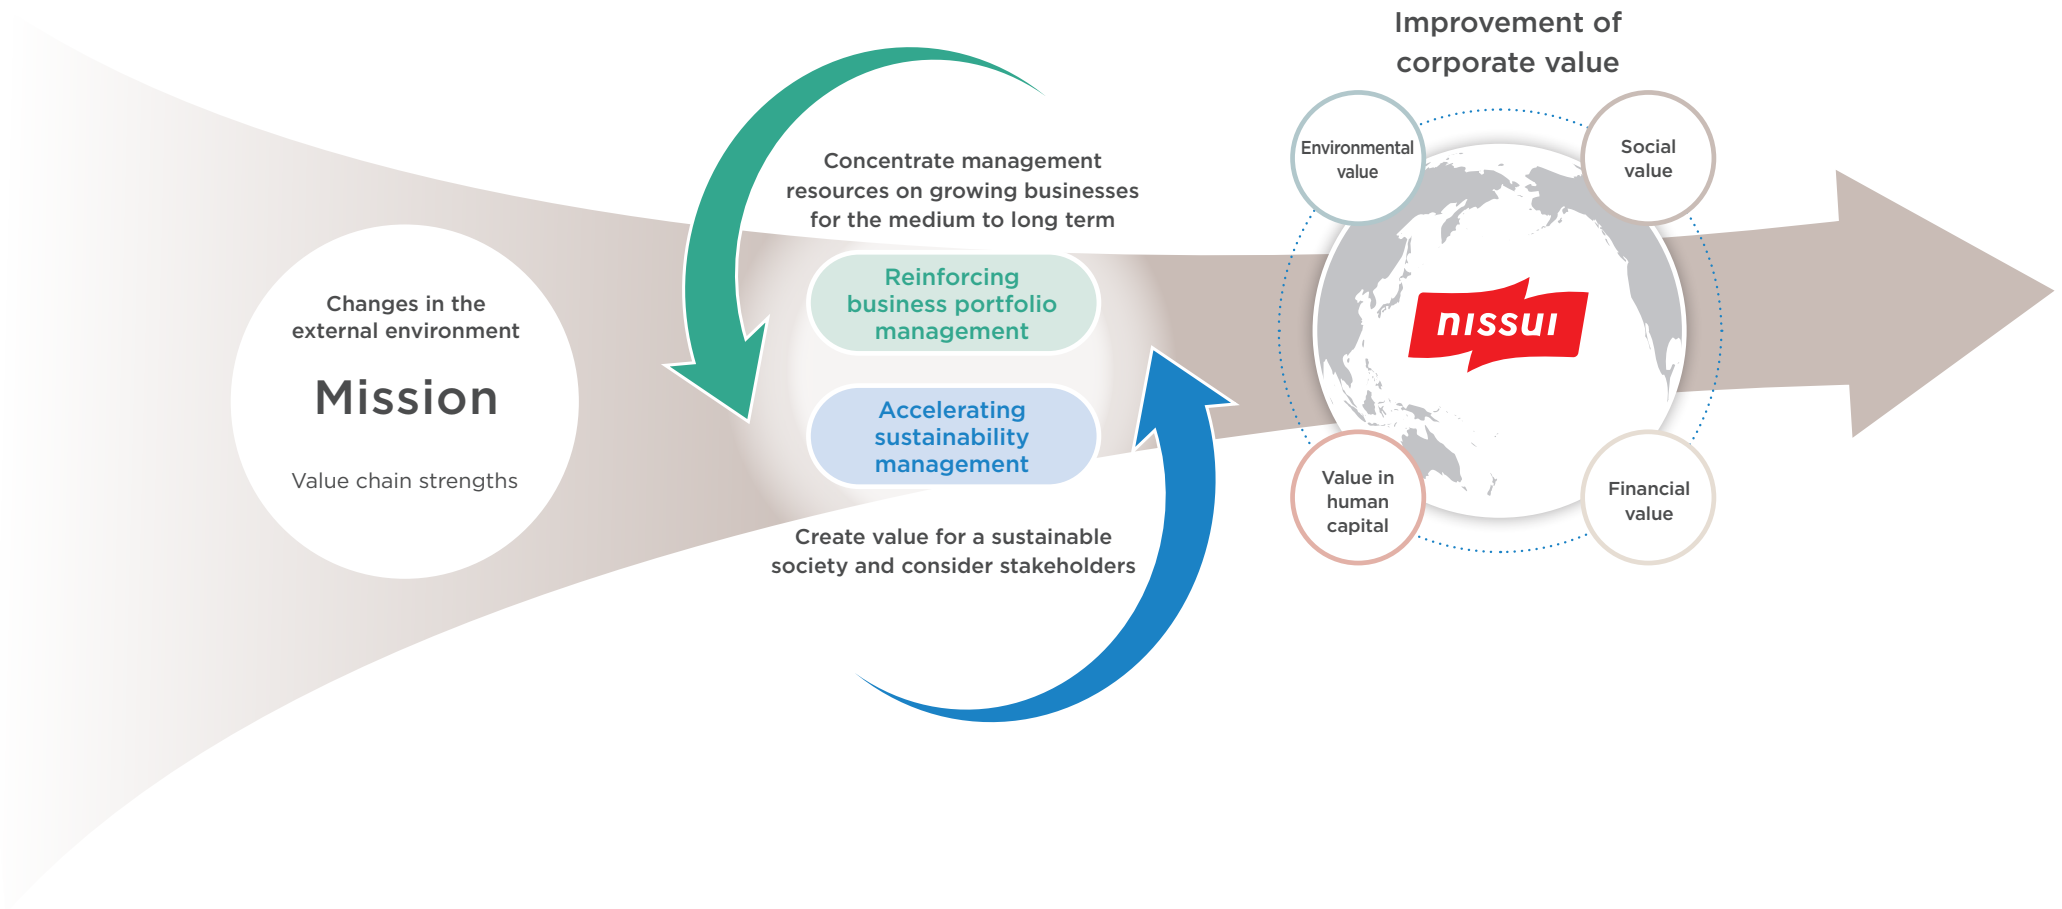 Changes in the
external environment
Mission
Value chain strengths
Concentrate management
resources on growing businesses
for the medium to long term
Reinforcing
business portfolio
management
Accelerating
sustainability
management
Create value for a sustainable
society and consider stakeholders
Improvement of
corporate value
Environmental
value
Social
value
nissui
Value in
human
capital
Financial
value